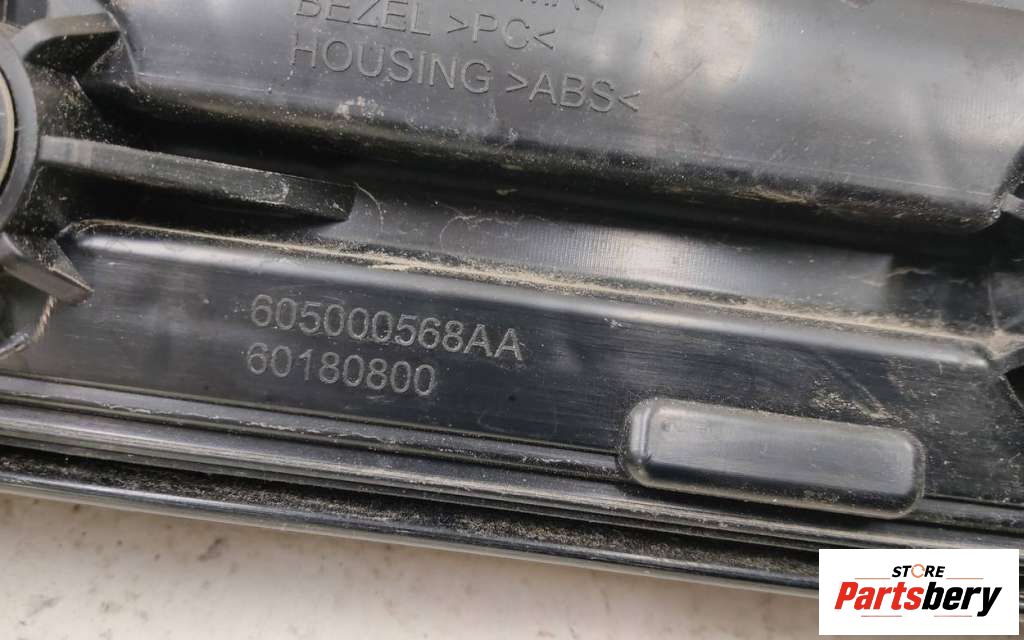 BEZEL >PC<
HOUSING >ABS<
605000568AA
60180800
STORE
Partsbery